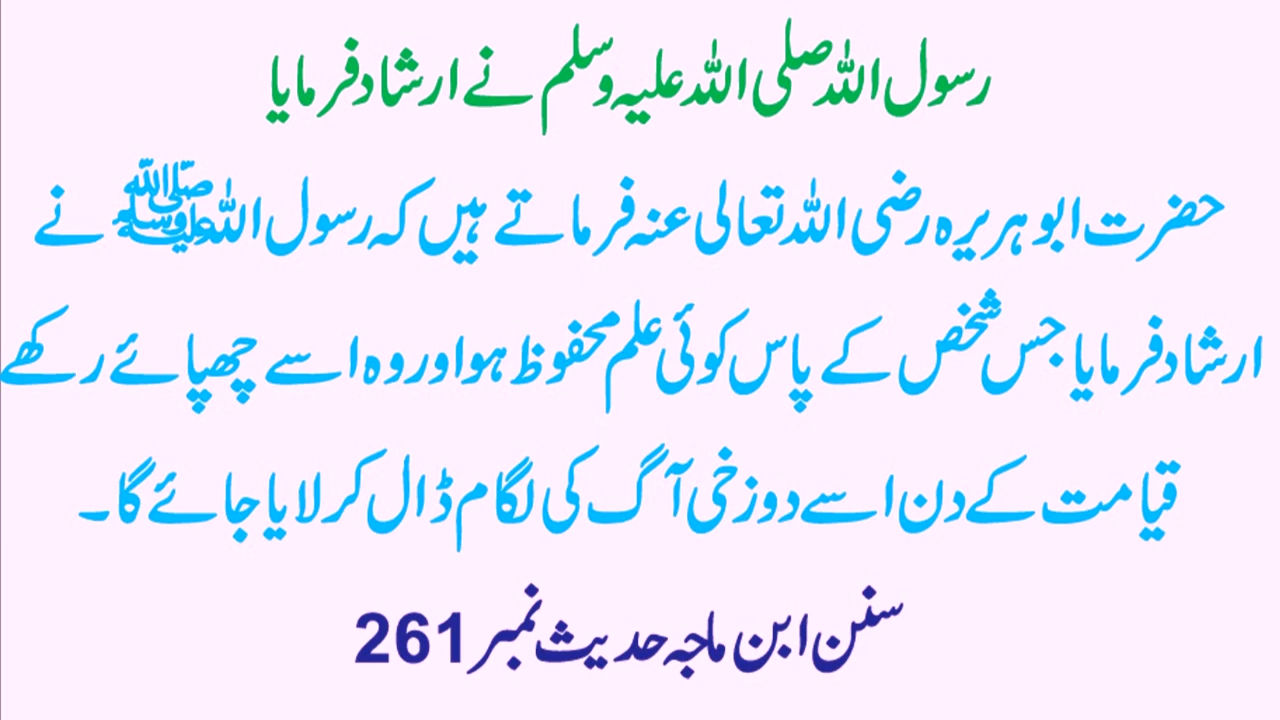 رسول اللہ صلی اللہ علیہ وسلم نے ارشاد فرمایا
حضرت ابو ہریرہ رضی اللہ تعالی عنہ فرماتے ہیں کہ رسول اللہ ﷺ نے
ارشاد فرمایا جس شخص کے پاس کوئی علم محفوظ ہو اور وہ اسے چھپائے رکھے
قیامت کے دن اسے دوزخی آگ کی لگام ڈال کر لایا جائے گا۔
سنن ابن ماجہ حدیث نمبر 261